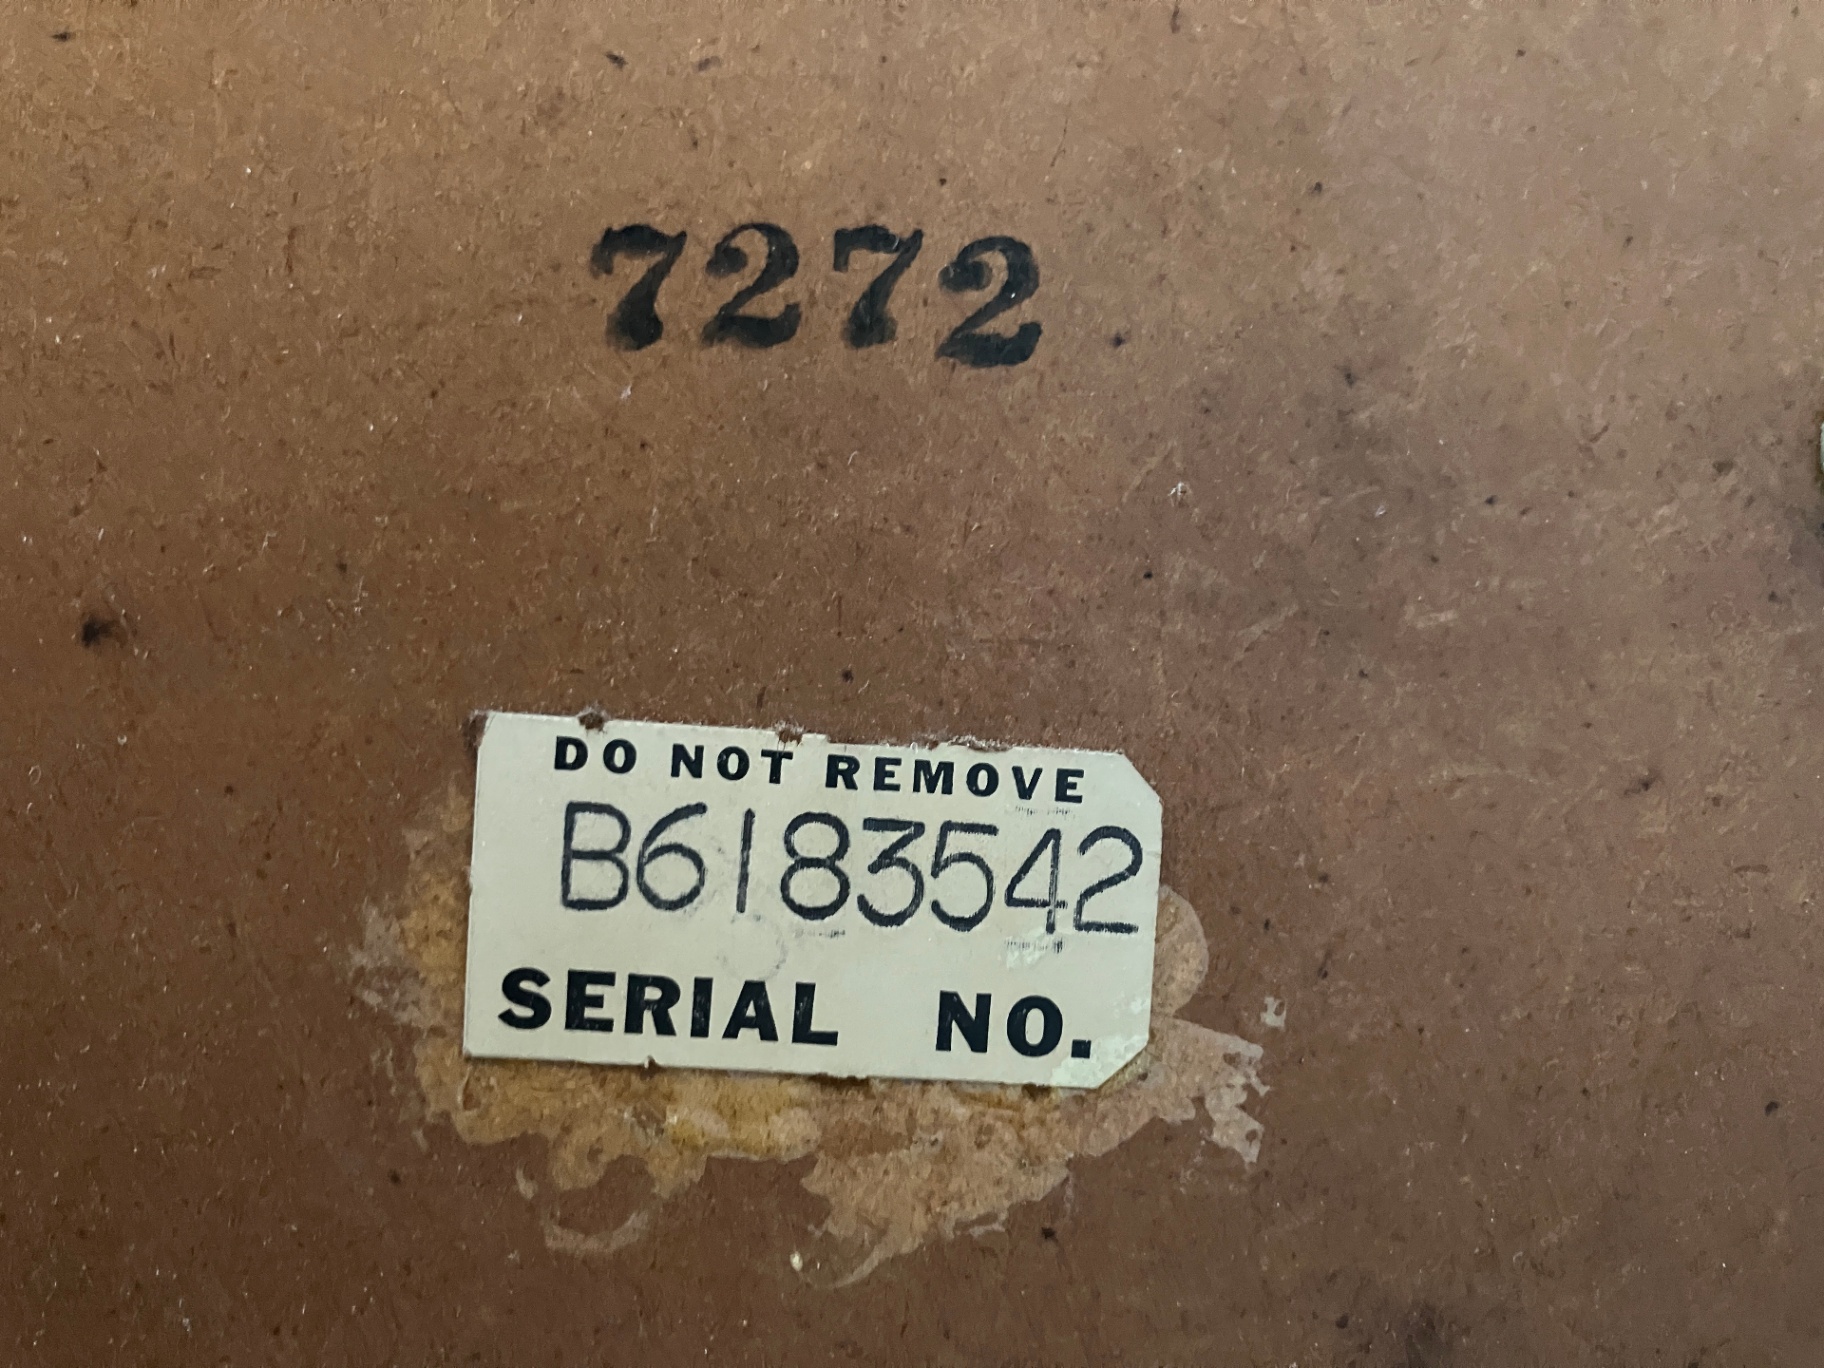 7272
DO NOT REMOVE
B6183542
SERIAL NO.